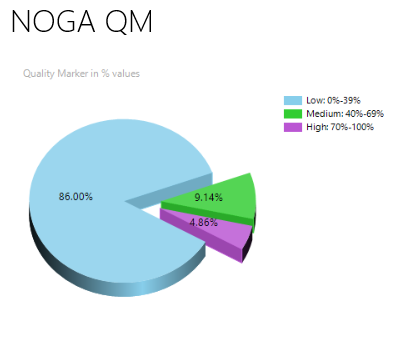 NOGA QM
Quality Marker in % values
Low: 0%-39%
Medium: 40%-69%
High: 70%-100%
86.00%
9.14%
4.86%